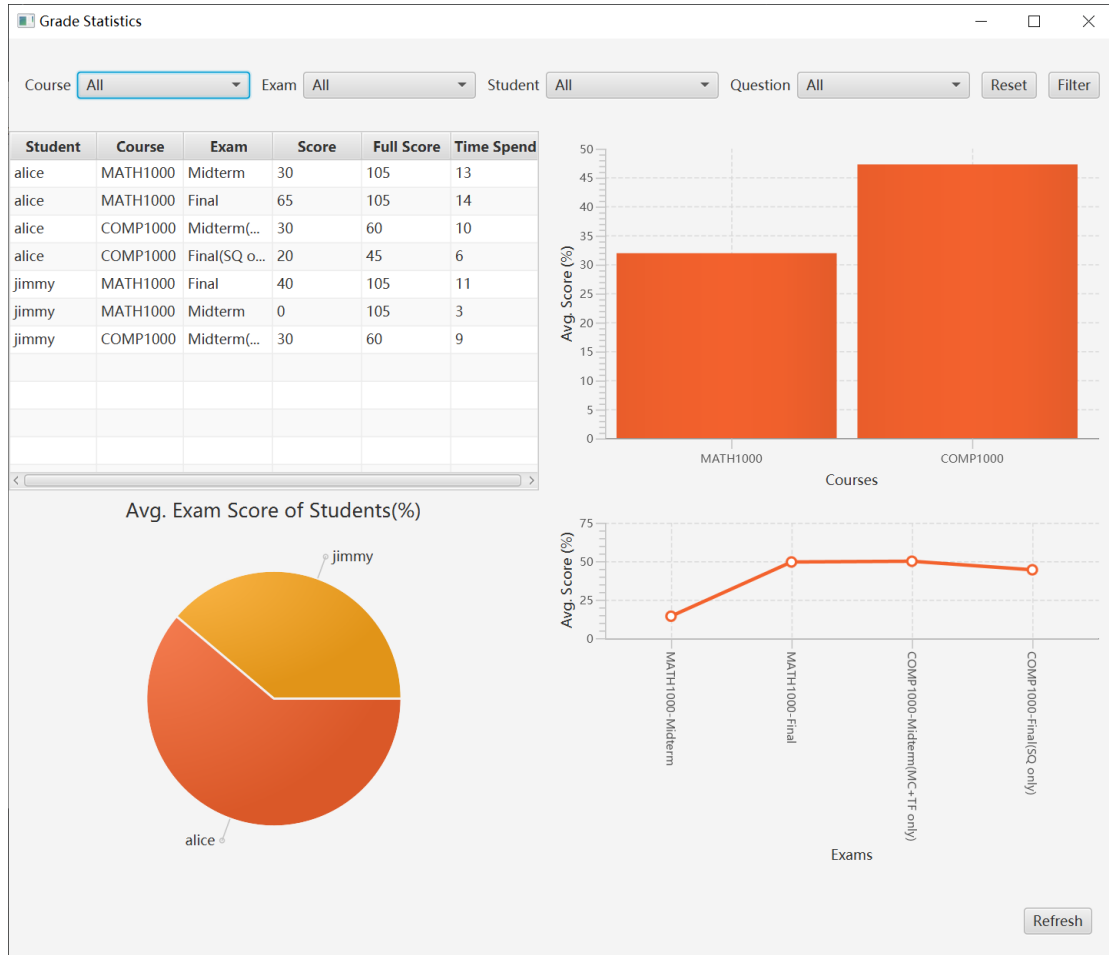 Grade Statistics
Course All Exam All Student All Question All Reset Filter
Student Course Exam Score Full Score Time Spend
alice MATH1000 Midterm 30 105 13
alice MATH1000 Final 65 105 14
alice COMP1000 Midterm(... 30 60 10
alice COMP1000 Final(SQ o... 20 45 6
jimmy MATH1000 Final 40 105 11
jimmy MATH1000 Midterm 0 105 3
jimmy COMP1000 Midterm(... 30 60 9
50
45
40
35
30
25
20
15
10
5
0
Avg. Score (%)
MATH1000 COMP1000
Courses
Avg. Exam Score of Students(%)
jimmy
alice
75
50
25
0
Avg. Score (%)
MATH1000-Midterm
MATH1000-Final
COMP1000-Midterm(MC+TF only)
COMP1000-Final(SQ only)
Exams
Refresh